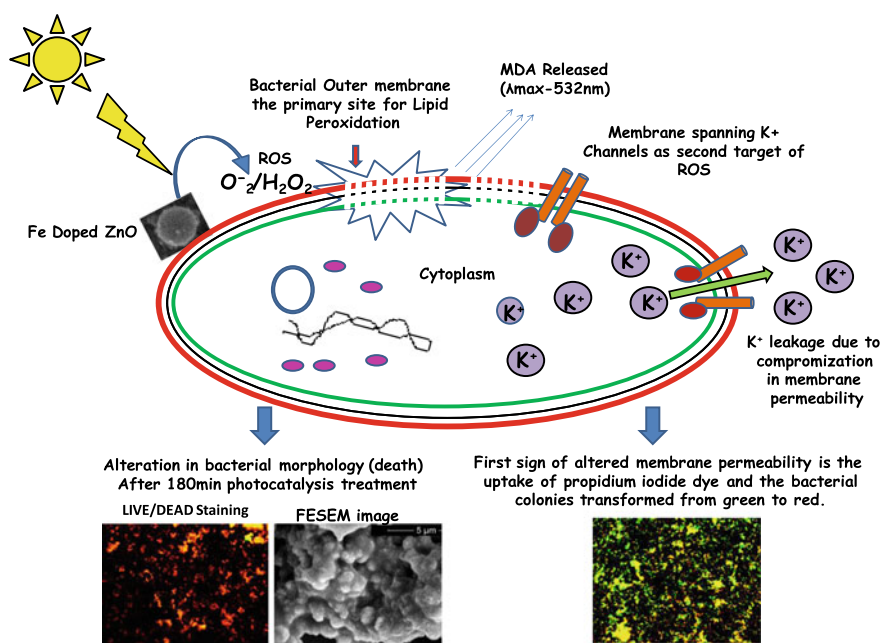 Bacterial Outer membrane
the primary site for Lipid
Peroxidation
MDA Released
(λmax-532nm)
Membrane spanning K+
Channels as second target of
ROS
ROS
O⁻₂/H₂O₂
Fe Doped ZnO
Cytoplasm
K⁺
K⁺
K⁺
K⁺
K⁺
K⁺
K⁺
K⁺
K⁺ leakage due to
compromization
in membrane
permeability
Alteration in bacterial morphology (death)
After 180min photocatalysis treatment
LIVE/DEAD Staining
FESEM image
5 µm
First sign of altered membrane permeability is the
uptake of propidium iodide dye and the bacterial
colonies transformed from green to red.